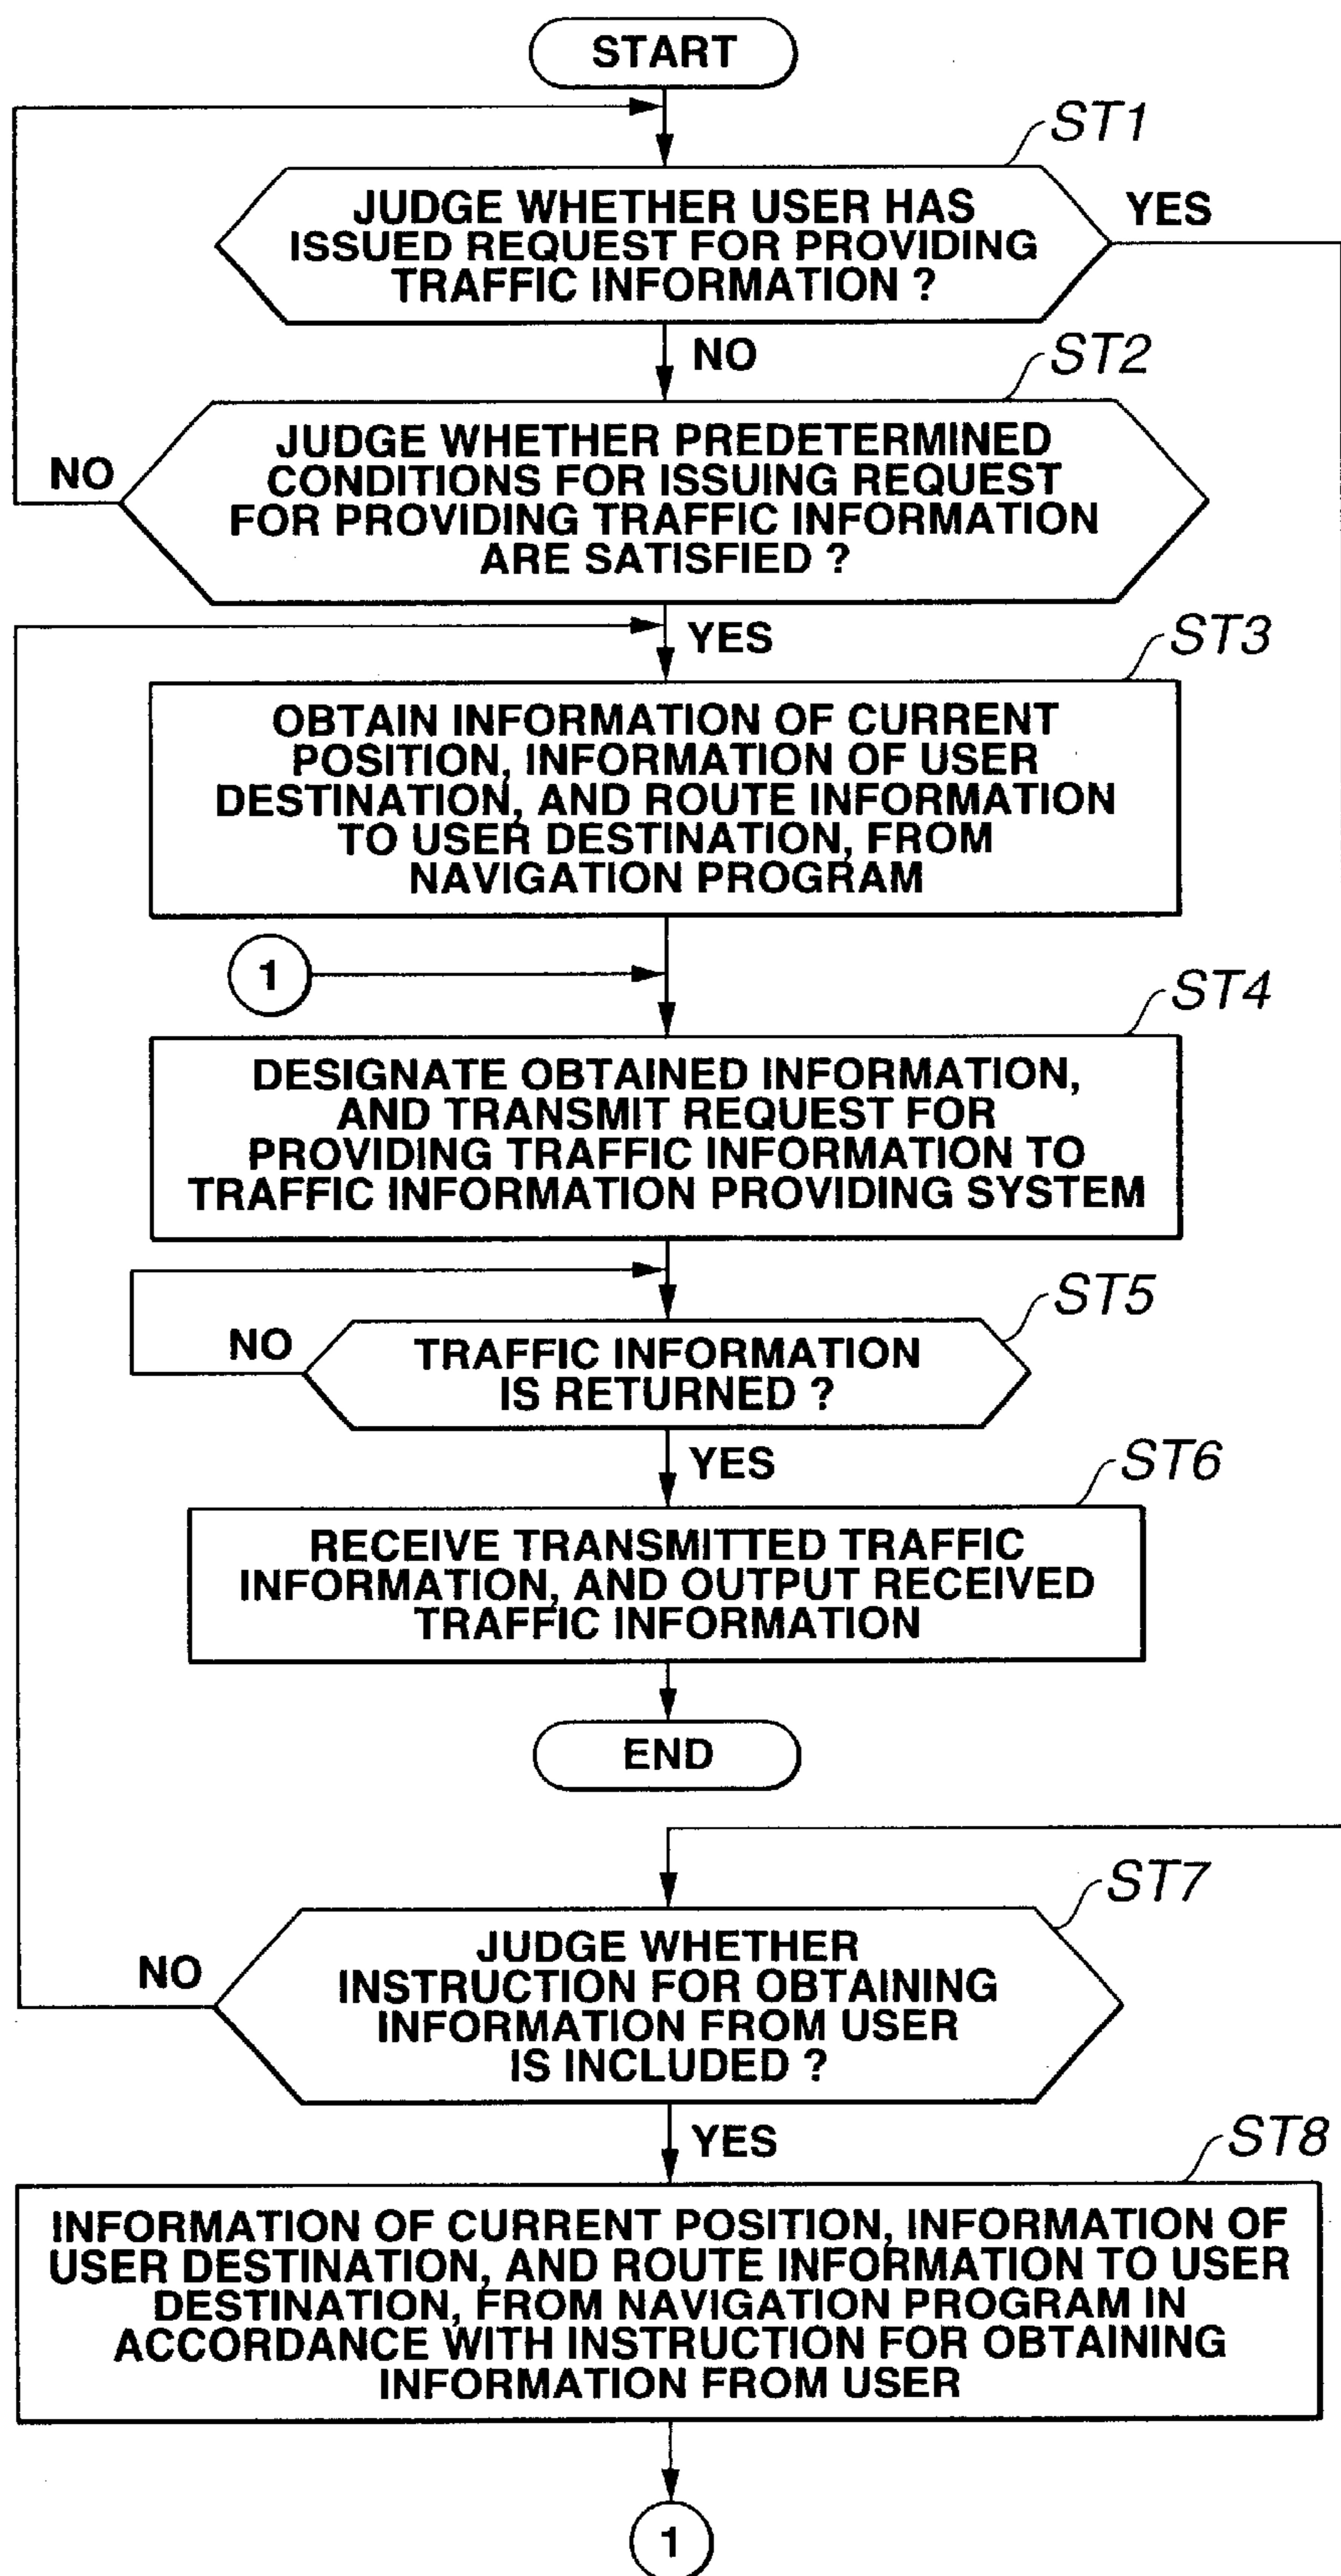 START
ST1
JUDGE WHETHER USER HAS
ISSUED REQUEST FOR PROVIDING
TRAFFIC INFORMATION ?
YES
NO
ST2
JUDGE WHETHER PREDETERMINED
CONDITIONS FOR ISSUING REQUEST
FOR PROVIDING TRAFFIC INFORMATION
ARE SATISFIED ?
NO
YES
ST3
OBTAIN INFORMATION OF CURRENT
POSITION, INFORMATION OF USER
DESTINATION, AND ROUTE INFORMATION
TO USER DESTINATION, FROM
NAVIGATION PROGRAM
1
ST4
DESIGNATE OBTAINED INFORMATION,
AND TRANSMIT REQUEST FOR
PROVIDING TRAFFIC INFORMATION TO
TRAFFIC INFORMATION PROVIDING SYSTEM
ST5
NO
TRAFFIC INFORMATION
IS RETURNED ?
YES
ST6
RECEIVE TRANSMITTED TRAFFIC
INFORMATION, AND OUTPUT RECEIVED
TRAFFIC INFORMATION
END
ST7
NO
JUDGE WHETHER
INSTRUCTION FOR OBTAINING
INFORMATION FROM USER
IS INCLUDED ?
YES
ST8
INFORMATION OF CURRENT POSITION, INFORMATION OF
USER DESTINATION, AND ROUTE INFORMATION TO USER
DESTINATION, FROM NAVIGATION PROGRAM IN
ACCORDANCE WITH INSTRUCTION FOR OBTAINING
INFORMATION FROM USER
1